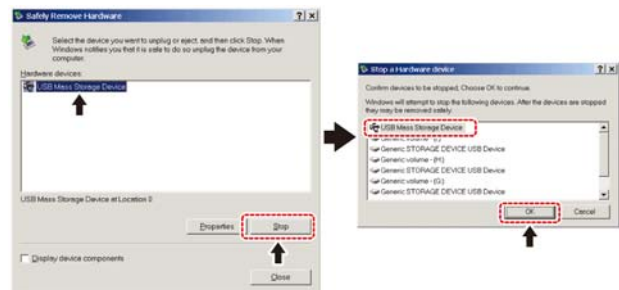 Safely Remove Hardware
Select the device you want to unplug or eject, and then click Stop. When
Windows notifies you that it is safe to do so unplug the device from your
computer.
Hardware devices:
USB Mass Storage Device
USB Mass Storage Device at Location 0
Properties
Stop
Display device components
Close
Stop a Hardware device
Confirm devices to be stopped, Choose OK to continue.
Windows will attempt to stop the following devices. After the devices are stopped
they may be removed safely.
USB Mass Storage Device
Generic volume -
Generic STORAGE DEVICE USB Device
Generic volume - (H:)
Generic STORAGE DEVICE USB Device
Generic volume - (G:)
Generic STORAGE DEVICE USB Device
OK
Cancel